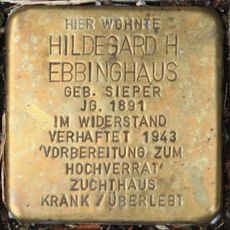 HIER WOHNTE
HILDEGARD H.
EBBINGHAUS
GEB. SIEPER
JG. 1891
IM WIDERSTAND
VERHAFTET 1943
'VORBEREITUNG ZUM
HOCHVERRAT'
ZUCHTHAUS
KRANK / ÜBERLEBT